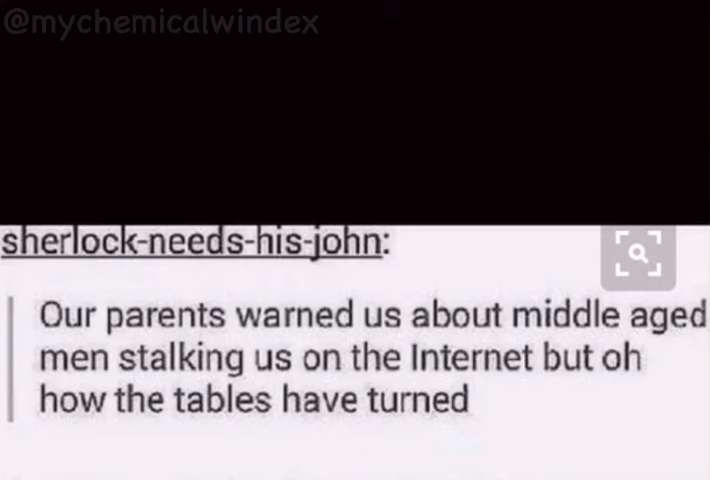 @mychemicalwindex
sherlock-needs-his-john:
Our parents warned us about middle aged
men stalking us on the Internet but oh
how the tables have turned